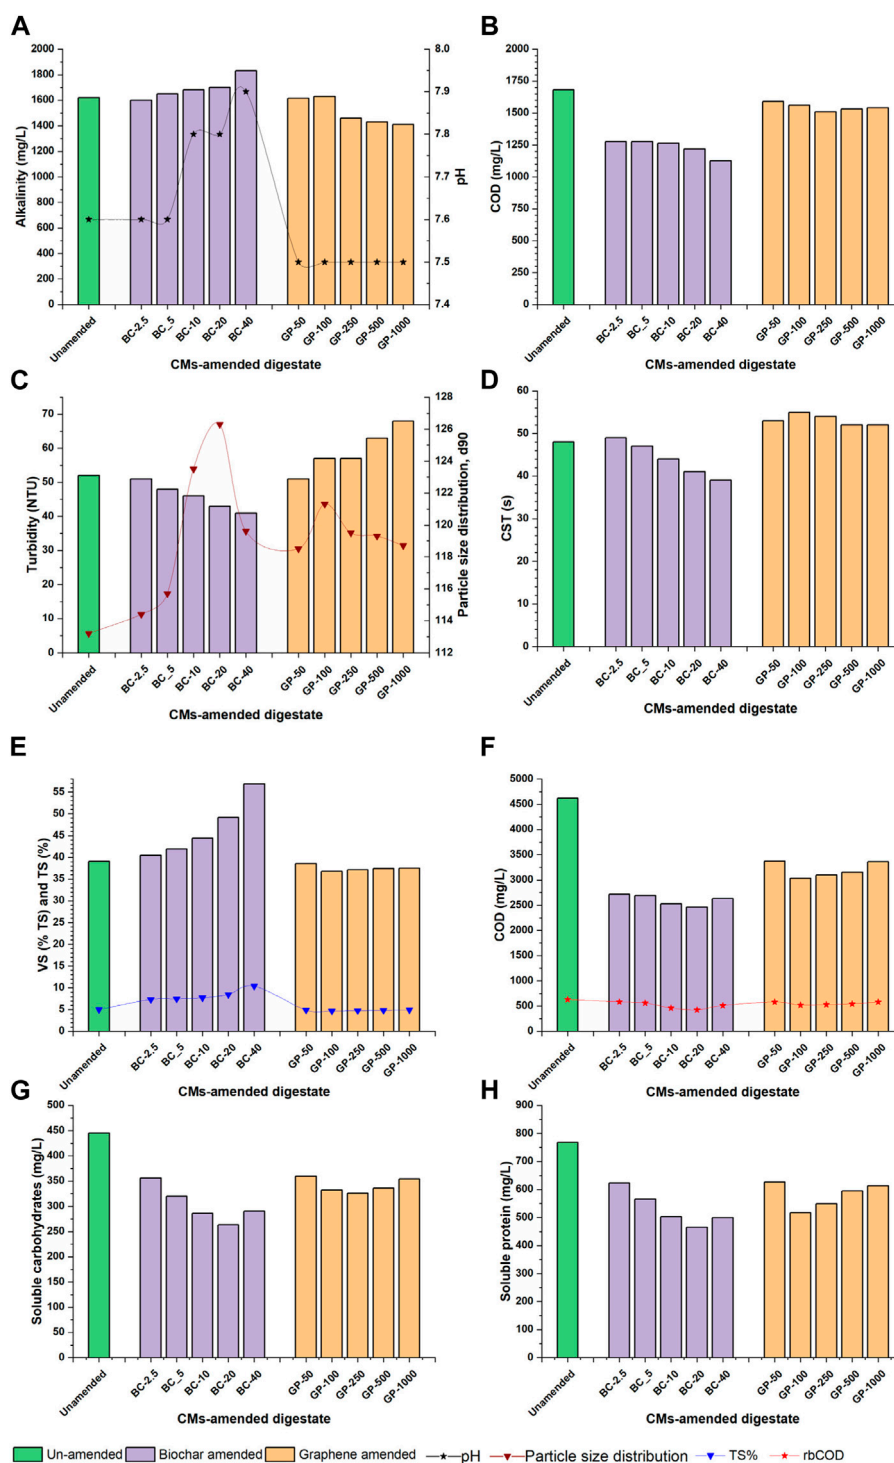 A
2000
1800
1600
1400
1200
1000
800
600
400
200
0
Alkalinity (mg/L)
8.0
7.9
7.8
7.7
7.6
7.5
7.4
pH
Unamended
BC-2.5
BC_5
BC-10
BC-20
BC-40
GP-50
GP-100
GP-250
GP-500
GP-1000
CMs-amended digestate
B
2000
1750
1500
1250
1000
750
500
250
0
COD (mg/L)
Unamended
BC-2.5
BC_5
BC-10
BC-20
BC-40
GP-50
GP-100
GP-250
GP-500
GP-1000
CMs-amended digestate
C
70
60
50
40
30
20
10
0
Turbidity (NTU)
128
126
124
122
120
118
116
114
112
Particle size distribution, d90
Unamended
BC-2.5
BC_5
BC-10
BC-20
BC-40
GP-50
GP-100
GP-250
GP-500
GP-1000
CMs-amended digestate
D
60
50
40
30
20
10
0
CST (s)
Unamended
BC-2.5
BC_5
BC-10
BC-20
BC-40
GP-50
GP-100
GP-250
GP-500
GP-1000
CMs-amended digestate
E
55
50
45
40
35
30
25
20
15
10
5
0
VS (% TS) and TS (%)
Unamended
BC-2.5
BC_5
BC-10
BC-20
BC-40
GP-50
GP-100
GP-250
GP-500
GP-1000
CMs-amended digestate
F
5000
4500
4000
3500
3000
2500
2000
1500
1000
500
0
COD (mg/L)
Unamended
BC-2.5
BC_5
BC-10
BC-20
BC-40
GP-50
GP-100
GP-250
GP-500
GP-1000
CMs-amended digestate
G
500
450
400
350
300
250
200
150
100
50
0
Soluble carbohydrates (mg/L)
Unamended
BC-2.5
BC_5
BC-10
BC-20
BC-40
GP-50
GP-100
GP-250
GP-500
GP-1000
CMs-amended digestate
H
900
800
700
600
500
400
300
200
100
0
Soluble protein (mg/L)
Unamended
BC-2.5
BC_5
BC-10
BC-20
BC-40
GP-50
GP-100
GP-250
GP-500
GP-1000
CMs-amended digestate
Un-amended Biochar amended Graphene amended pH Particle size distribution TS% rbCOD